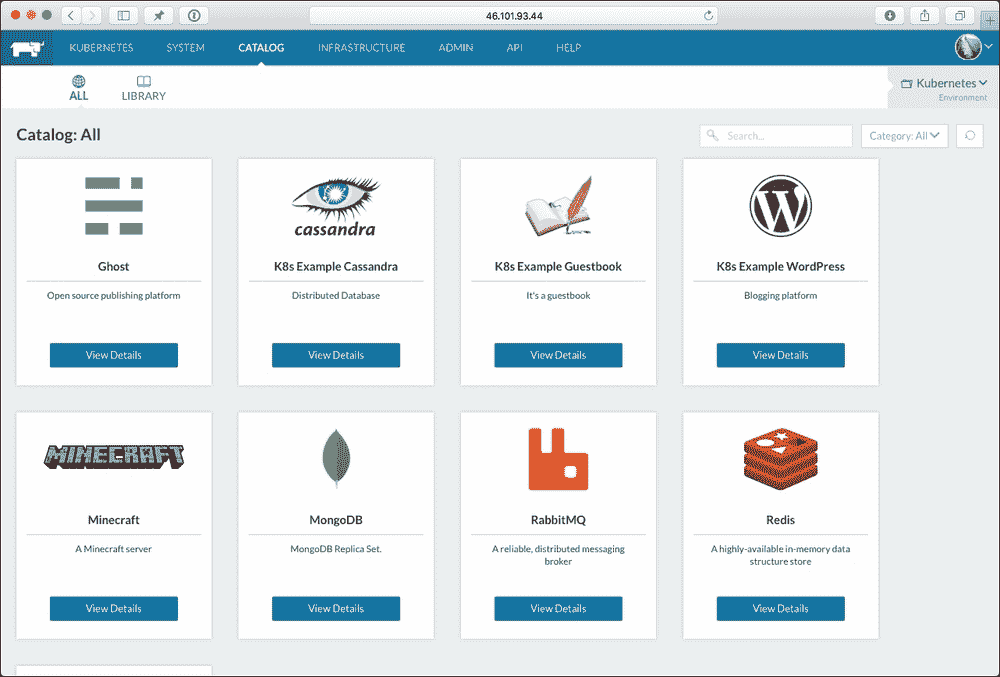 46.101.93.44
KUBERNETES SYSTEM CATALOG INFRASTRUCTURE ADMIN API HELP
ALL LIBRARY
Kubernetes
Environment
Catalog: All
Search...
Category: All
cassandra
W
Ghost
K8s Example Cassandra
K8s Example Guestbook
K8s Example WordPress
Open source publishing platform
Distributed Database
It's a guestbook
Blogging platform
View Details
View Details
View Details
View Details
MINECRAFT
Minecraft
MongoDB
RabbitMQ
Redis
A Minecraft server
MongoDB Replica Set.
A reliable, distributed messaging
broker
A highly-available in-memory data
structure store
View Details
View Details
View Details
View Details